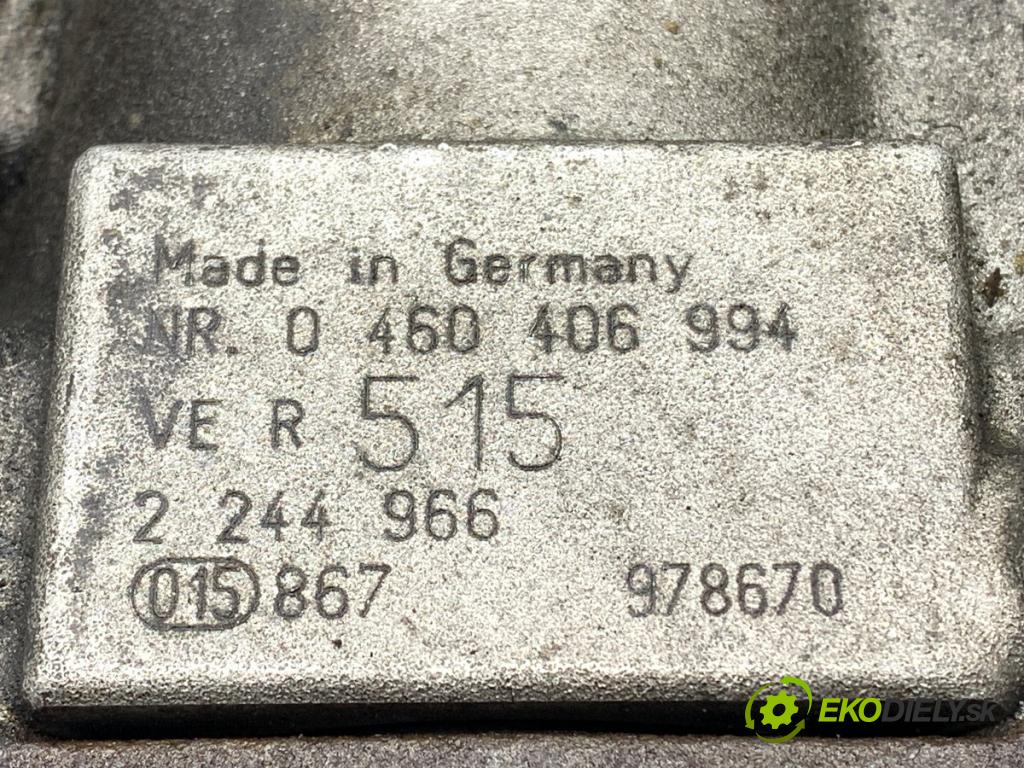 Made in Germany
NR. 0 460 406 994
VE R 515
2 244 966
015 867 978670
EKODIELY.SK